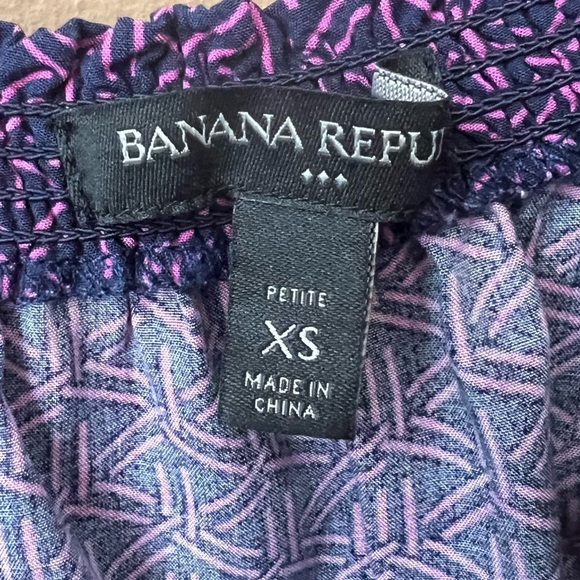 BANANA REPU
PETITE
XS
MADE IN
CHINA